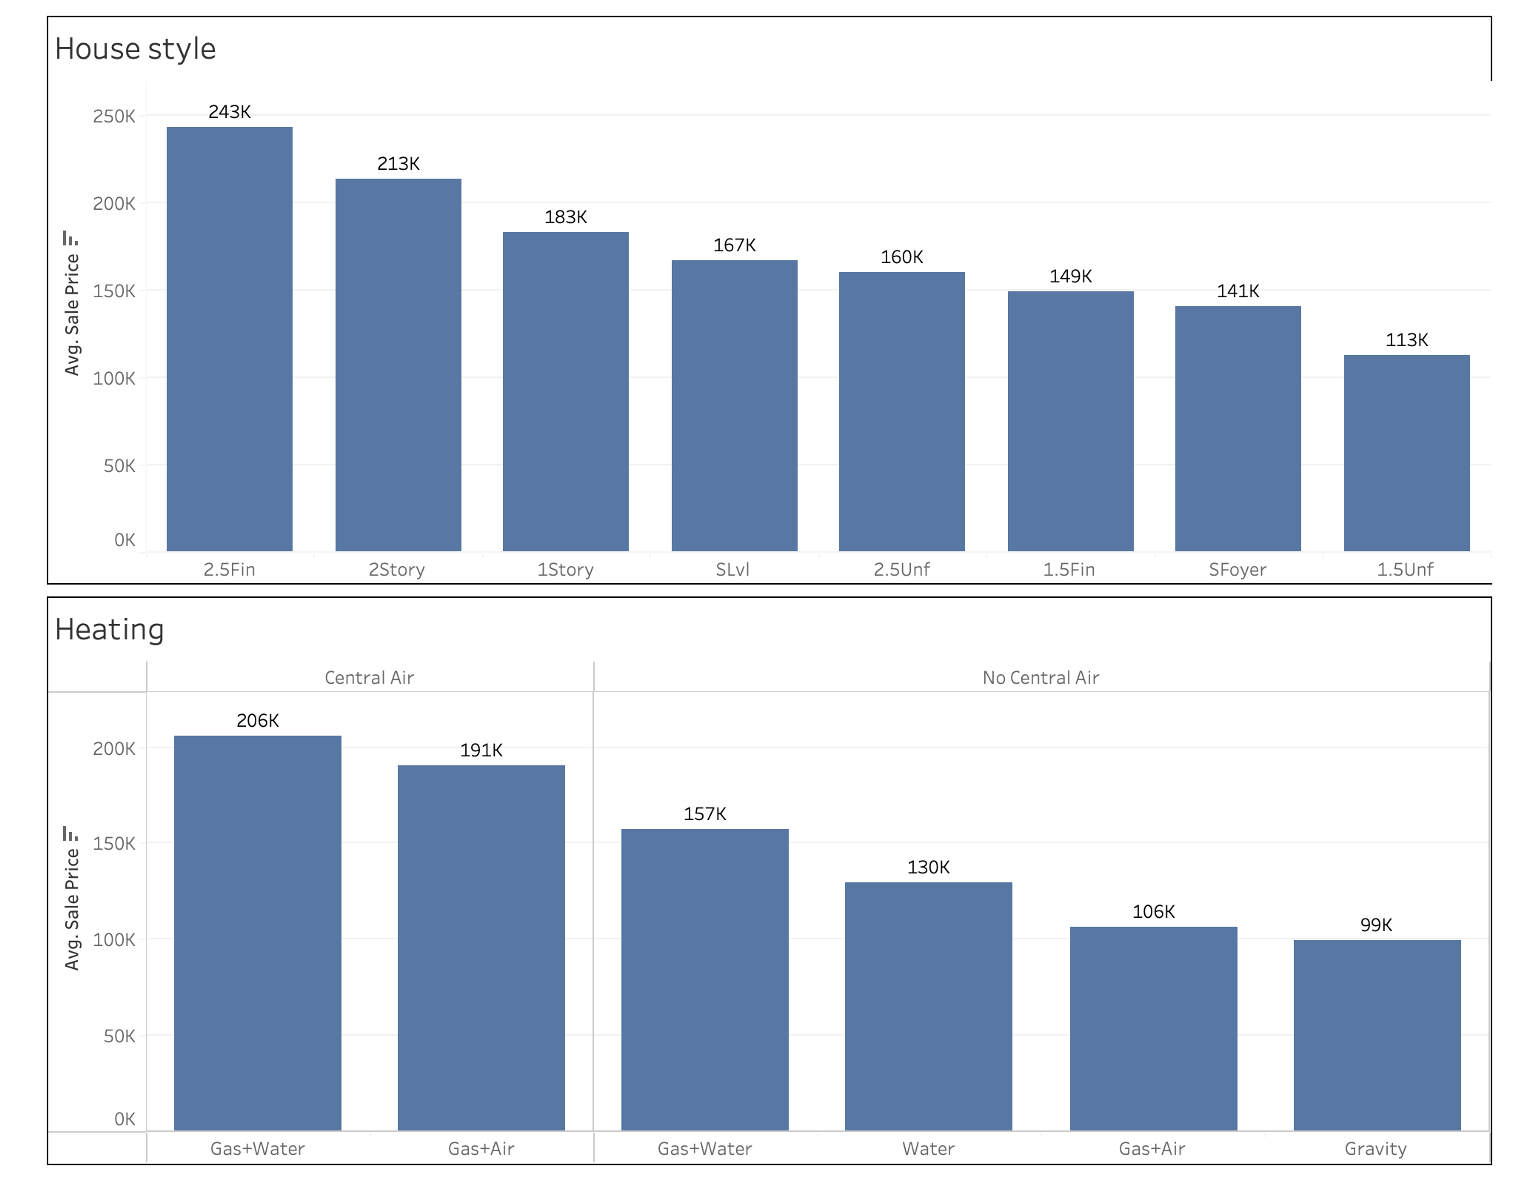 House style
250K
200K
150K
100K
50K
0K
Avg. Sale Price
243K
213K
183K
167K
160K
149K
141K
113K
2.5Fin
2Story
1Story
SLvl
2.5Unf
1.5Fin
SFoyer
1.5Unf
Heating
Central Air
No Central Air
200K
150K
100K
50K
0K
Avg. Sale Price
206K
191K
157K
130K
106K
99K
Gas+Water
Gas+Air
Gas+Water
Water
Gas+Air
Gravity